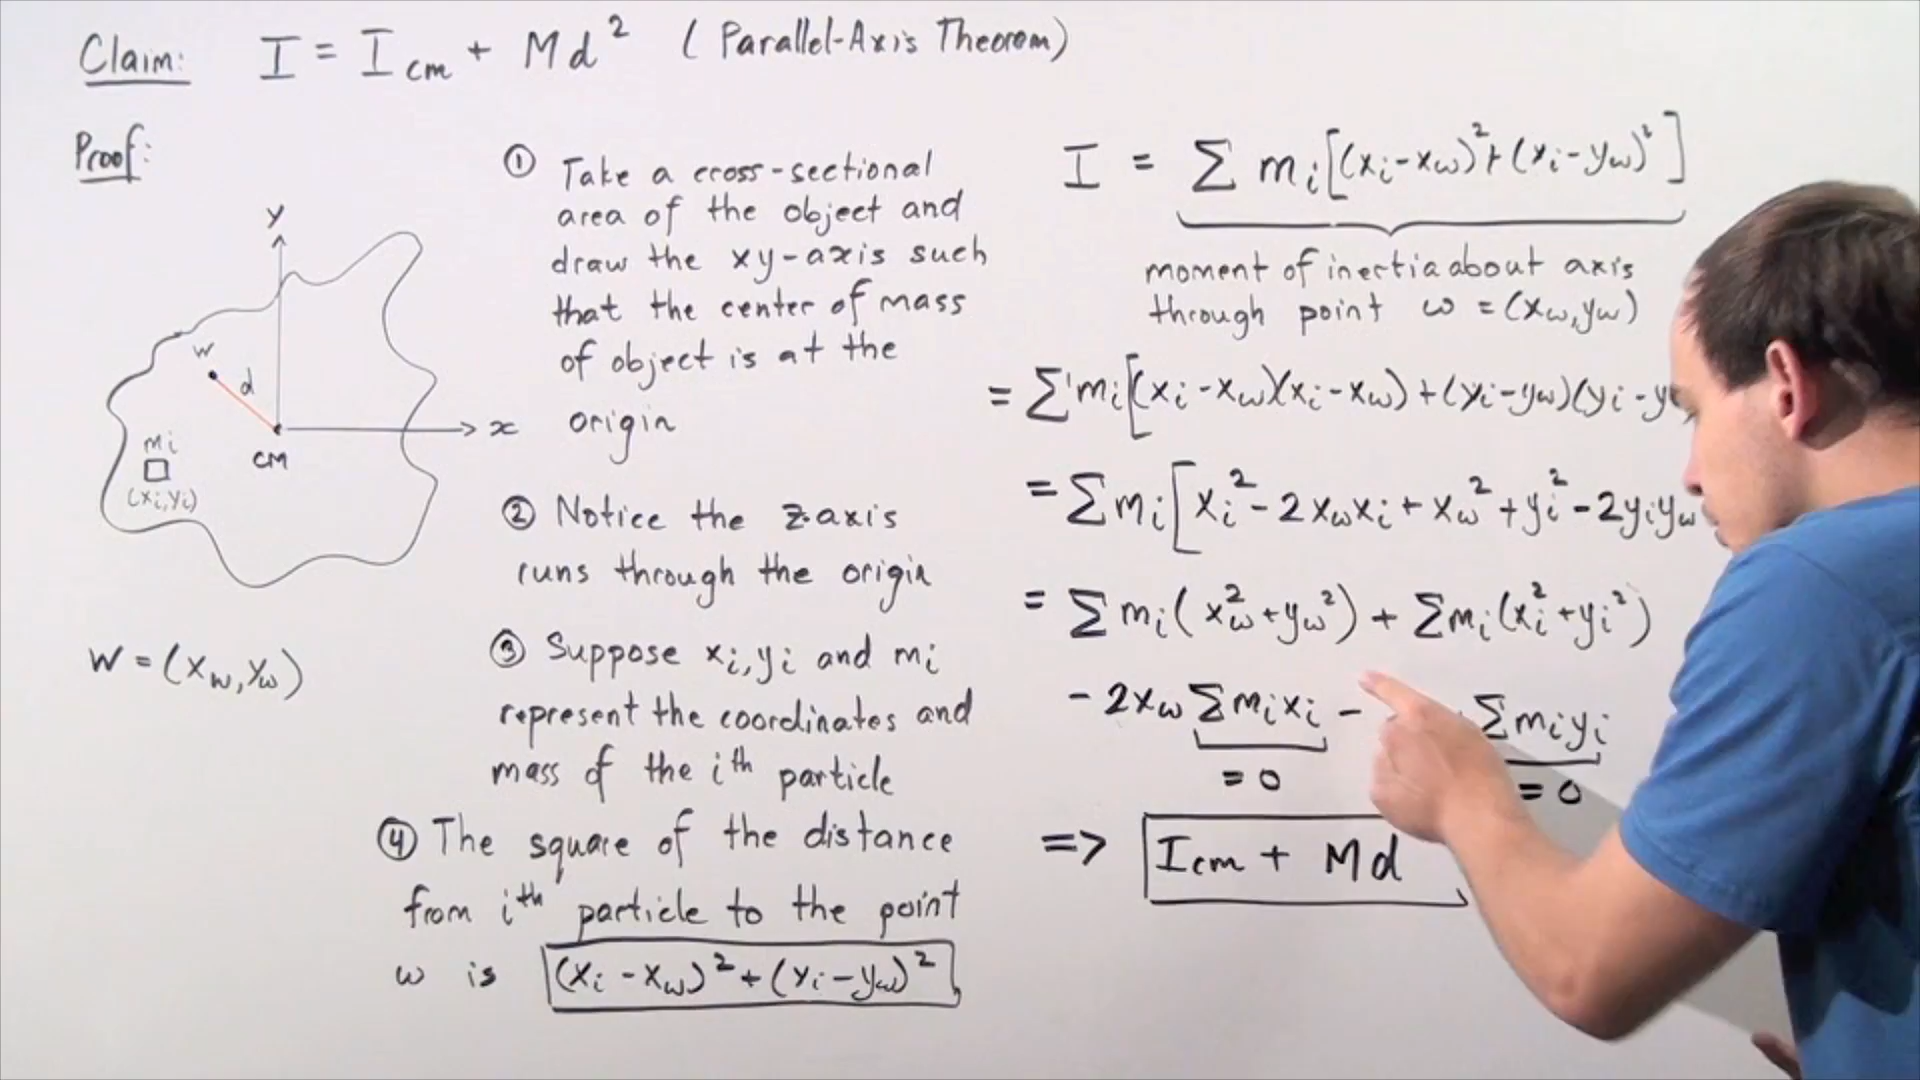 Claim: I = Icm + Md² (Parallel-Axis Theorem)
Proof:
y
w
d
x
CM
mi
(xi, yi)
W = (xw, yw)
① Take a cross-sectional
area of the object and
draw the xy-axis such
that the center of mass
of object is at the
origin
② Notice the z-axis
runs through the origin
③ Suppose xi, yi and mi
represent the coordinates and
mass of the ith particle
④ The square of the distance
from ith particle to the point
w is (xi - xw)² + (yi - yw)²
I = Σ mi[(xi - xw)² + (yi - yw)²]
moment of inertia about axis
through point w = (xw, yw)
= Σ mi[(xi - xw)(xi - xw) + (yi - yw)(yi - y
= Σ mi[xi² - 2xwxi + xw² + yi² - 2yiyw
= Σ mi(xw² + yw²) + Σ mi(xi² + yi²)
- 2xw Σ mixi - Σ miyi
= 0 = 0
=> Icm + Md